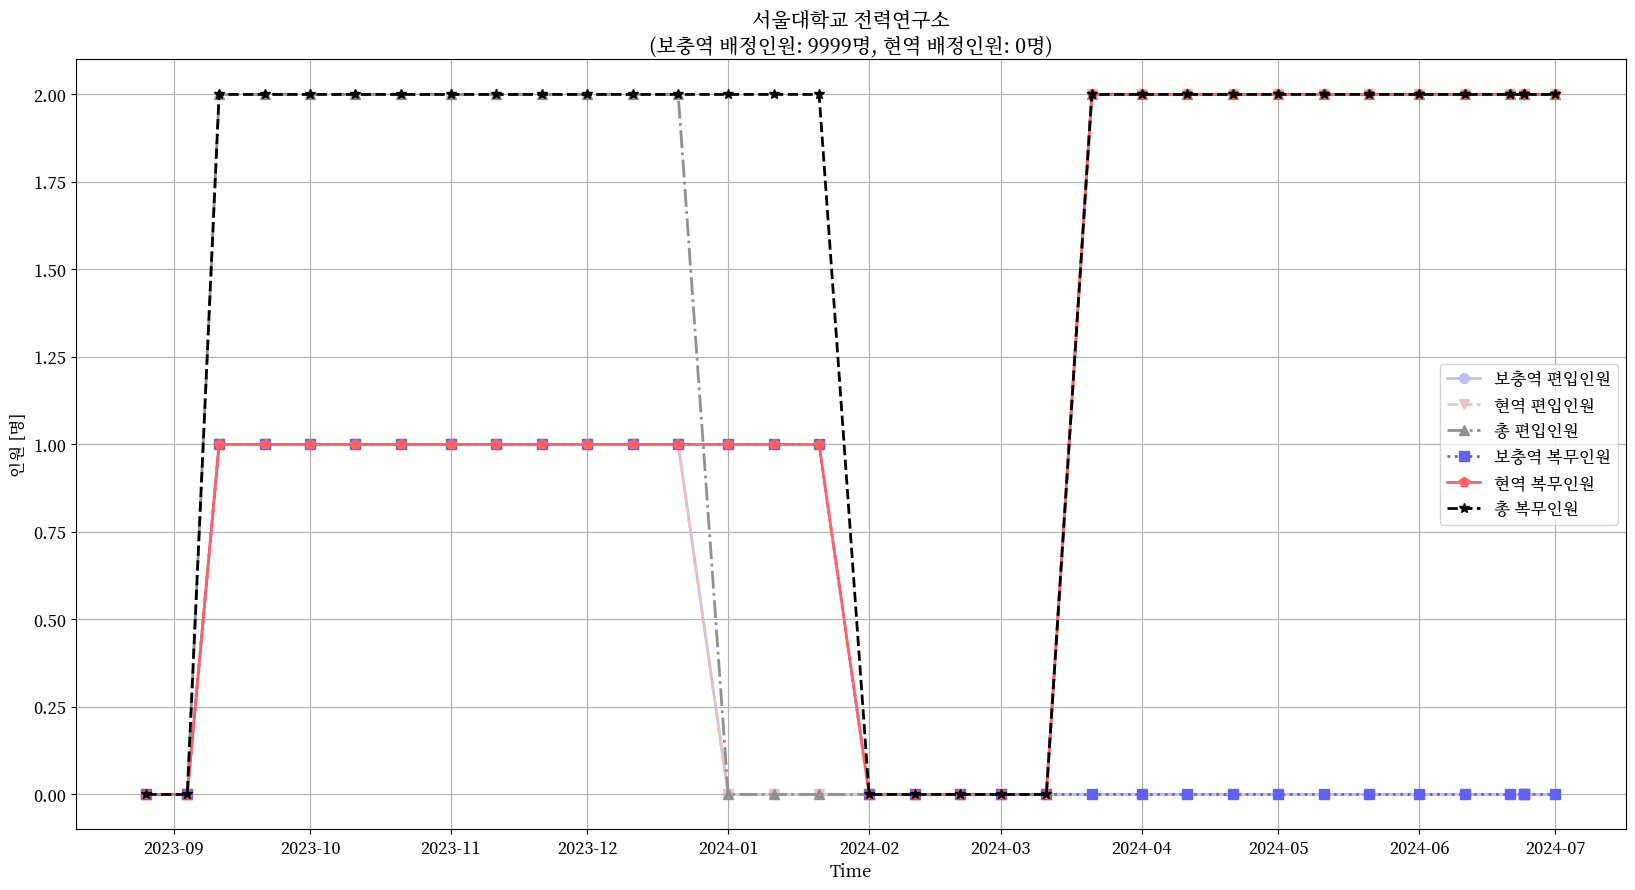 서울대학교 전력연구소
(보충역 배정인원: 9999명, 현역 배정인원: 0명)
인원 [명]
2.00
1.75
1.50
1.25
1.00
0.75
0.50
0.25
0.00
보충역 편입인원
현역 편입인원
총 편입인원
보충역 복무인원
현역 복무인원
총 복무인원
2023-09 2023-10 2023-11 2023-12 2024-01 2024-02 2024-03 2024-04 2024-05 2024-06 2024-07
Time